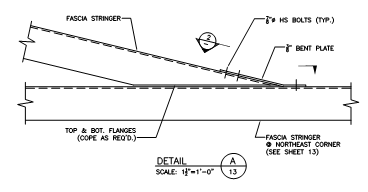 FASCIA STRINGER
2
-
⅞"ø HS BOLTS (TYP.)
⅜" BENT PLATE
TOP & BOT. FLANGES
(COPE AS REQ'D.)
FASCIA STRINGER
@ NORTHEAST CORNER
(SEE SHEET 13)
DETAIL
SCALE: 1½"=1'-0"
A
13